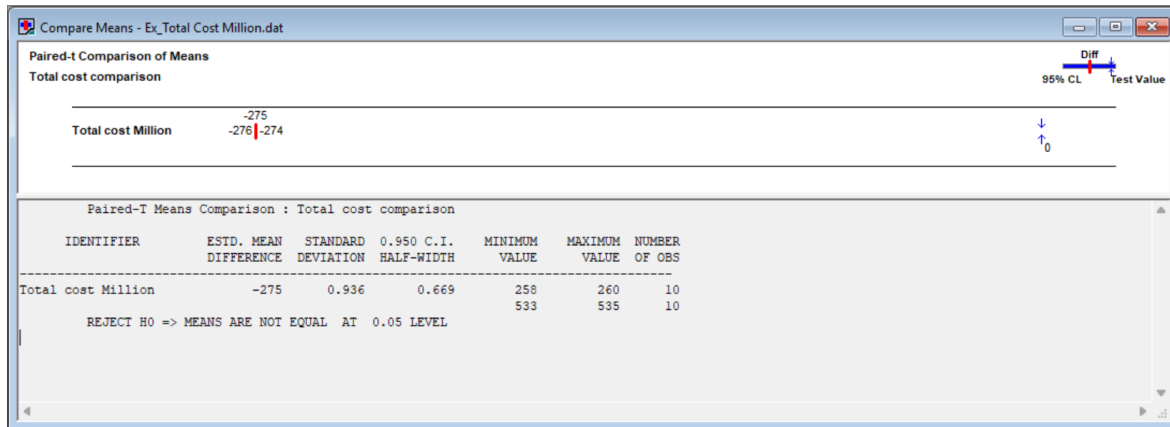 Compare Means - Ex_Total Cost Million.dat
Paired-t Comparison of Means
Diff
Total cost comparison
95% CL Test Value
-275
Total cost Million -276 -274
0
Paired-T Means Comparison : Total cost comparison
IDENTIFIER ESTD. MEAN STANDARD 0.950 C.I. MINIMUM MAXIMUM NUMBER
DIFFERENCE DEVIATION HALF-WIDTH VALUE VALUE OF OBS
Total cost Million -275 0.936 0.669 258 260 10
533 535 10
REJECT H0 => MEANS ARE NOT EQUAL AT 0.05 LEVEL